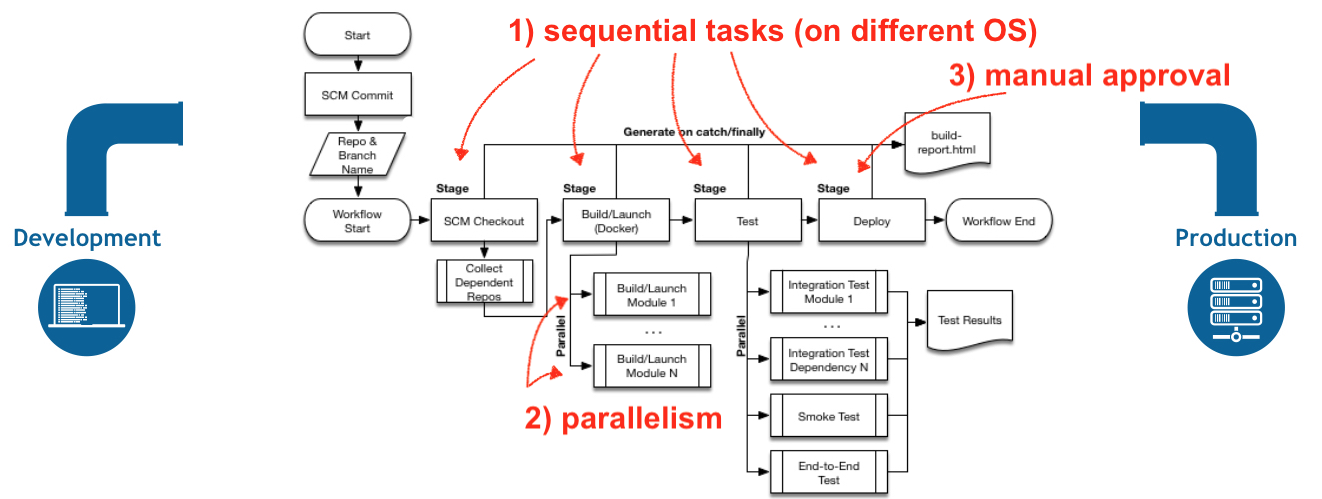 Start
1) sequential tasks (on different OS)
3) manual approval
SCM Commit
Generate on catch/finally
build-
report.html
Repo &
Branch
Name
Stage
Stage
Stage
Stage
Workflow
Start
SCM Checkout
Build/Launch
(Docker)
Test
Deploy
Workflow End
Development
Production
Collect
Dependent
Repos
Parallel
Build/Launch
Module 1
...
Build/Launch
Module N
Parallel
Integration Test
Module 1
...
Integration Test
Dependency N
Smoke Test
End-to-End
Test
Test Results
2) parallelism